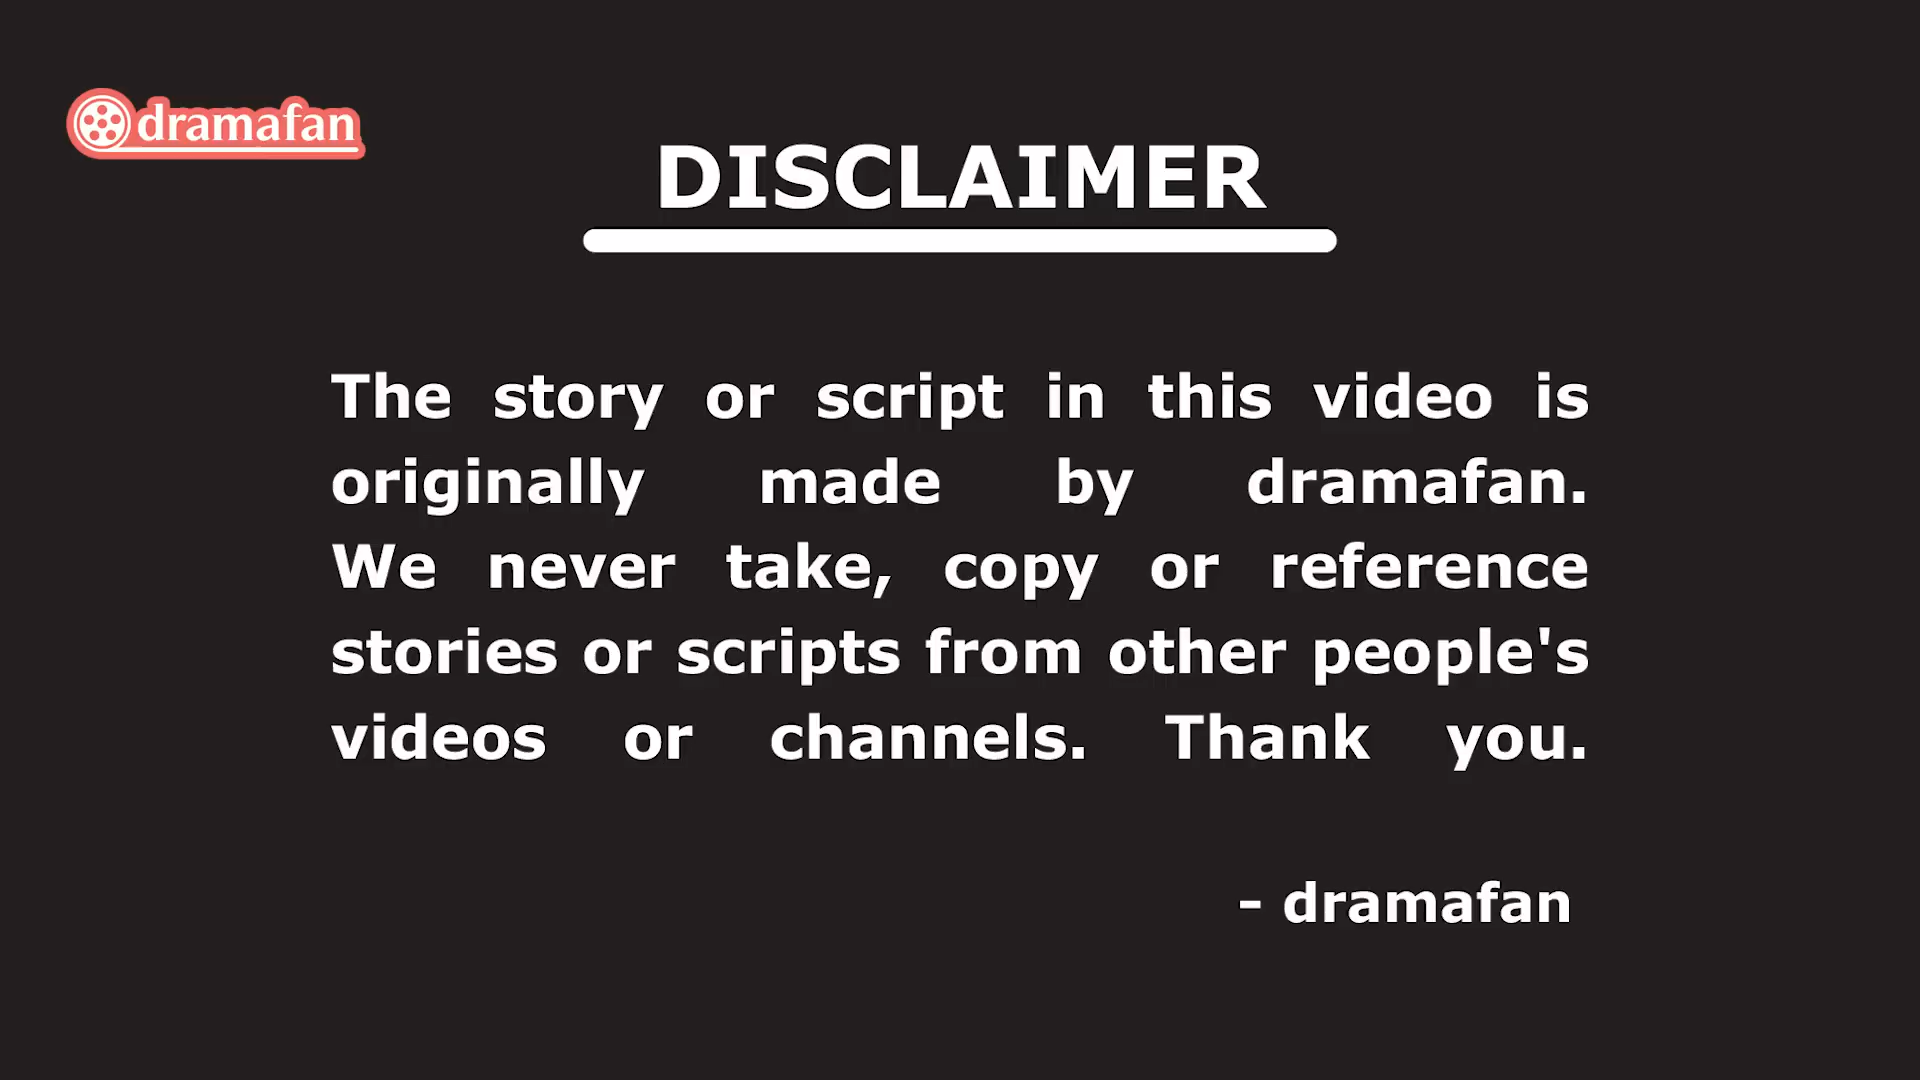 dramafan
DISCLAIMER
The story or script in this video is
originally made by dramafan.
We never take, copy or reference
stories or scripts from other people's
videos or channels. Thank you.
- dramafan